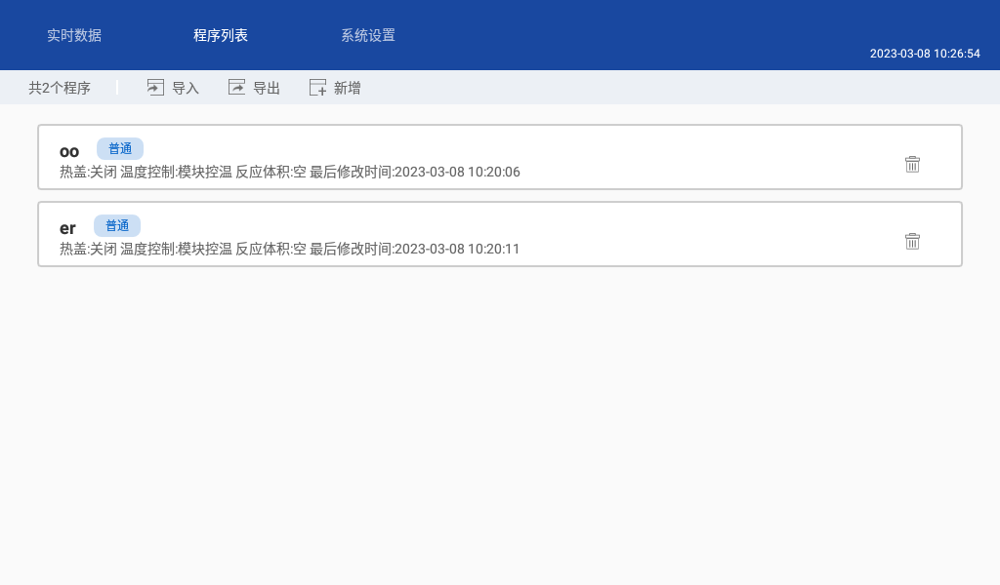 实时数据 程序列表 系统设置
2023-03-08 10:26:54
共2个程序 导入 导出 新增
oo 普通
热盖:关闭 温度控制:模块控温 反应体积:空 最后修改时间:2023-03-08 10:20:06
er 普通
热盖:关闭 温度控制:模块控温 反应体积:空 最后修改时间:2023-03-08 10:20:11